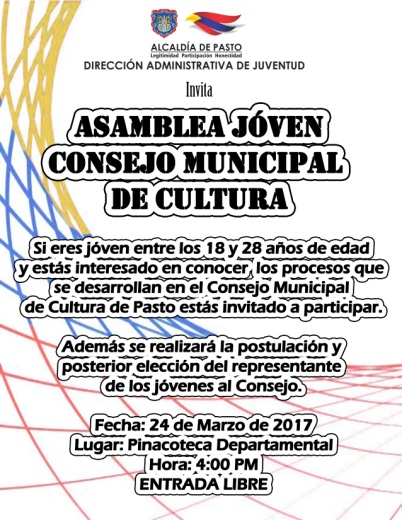 ALCALDÍA DE PASTO
Legitimidad Participación Honestidad
DIRECCIÓN ADMINISTRATIVA DE JUVENTUD
Invita
ASAMBLEA JÓVEN
CONSEJO MUNICIPAL
DE CULTURA
Si eres jóven entre los 18 y 28 años de edad
y estás interesado en conocer, los procesos que
se desarrollan en el Consejo Municipal
de Cultura de Pasto estás invitado a participar.
Además se realizará la postulación y
posterior elección del representante
de los jóvenes al Consejo.
Fecha: 24 de Marzo de 2017
Lugar: Pinacoteca Departamental
Hora: 4:00 PM
ENTRADA LIBRE